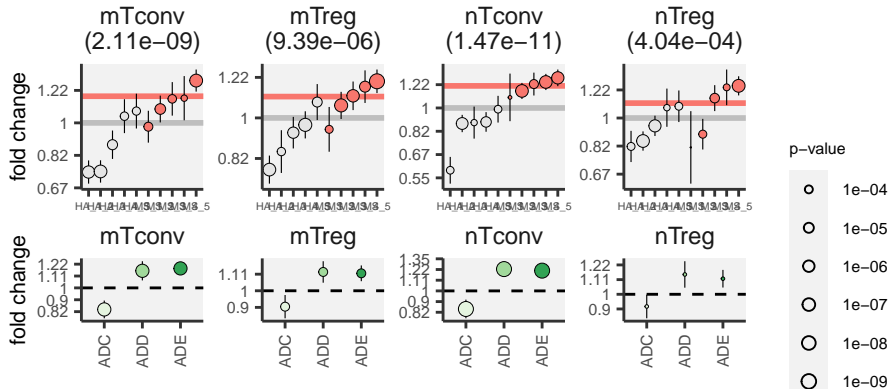 mTconv mTreg nTconv nTreg
(2.11e−09) (9.39e−06) (1.47e−11) (4.04e−04)
fold change
1.22
1
0.82
0.67
1.22
1
0.82
1.22
1
0.82
0.67
0.55
1.22
1
0.82
0.67
p−value
1e−04
1e−05
1e−06
1e−07
1e−08
1e−09
mTconv mTreg nTconv nTreg
fold change
1.22
1.11
1
0.9
0.82
1.11
1
0.9
1.35
1.22
1.11
1
0.9
0.82
1.22
1.11
1
0.9
ADC ADD ADE ADC ADD ADE ADC ADD ADE ADC ADD ADE